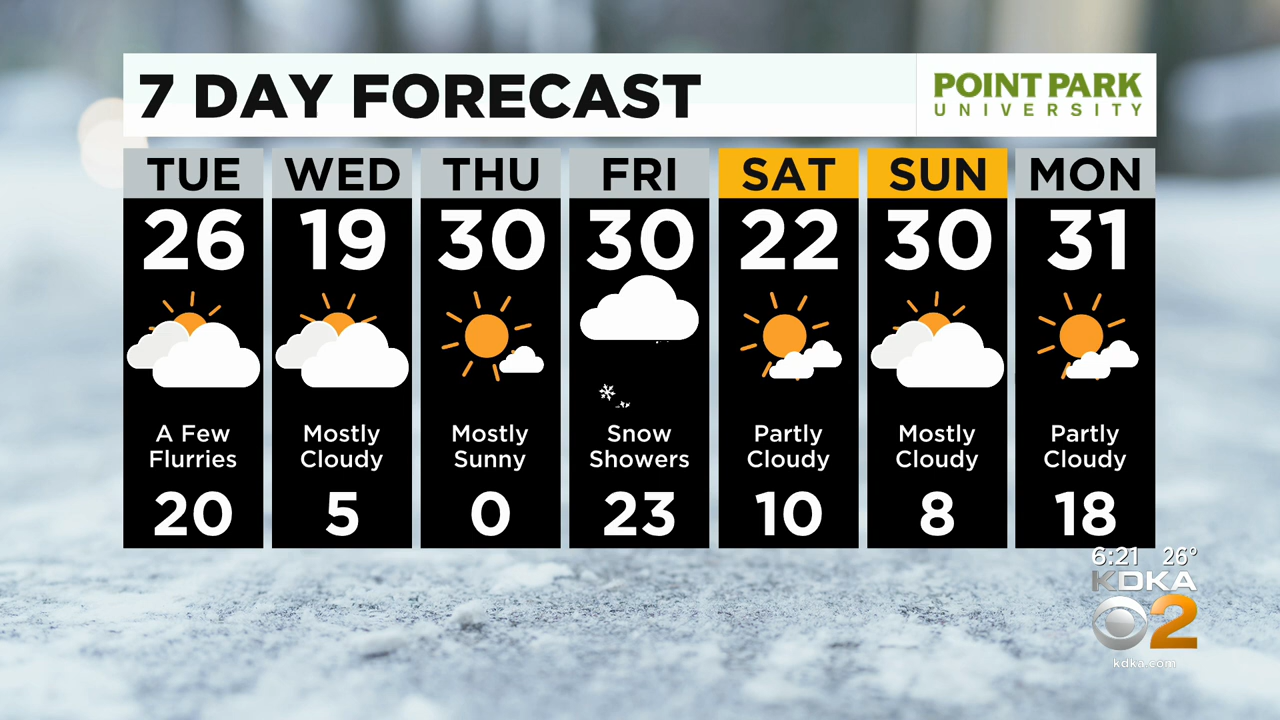 7 DAY FORECAST
POINT PARK
UNIVERSITY
TUE WED THU FRI SAT SUN MON
26 19 30 30 22 30 31
A Few Mostly Mostly Snow Partly Mostly Partly
Flurries Cloudy Sunny Showers Cloudy Cloudy Cloudy
20 5 0 23 10 8 18
6:21 26°
KDKA
2
kdka.com